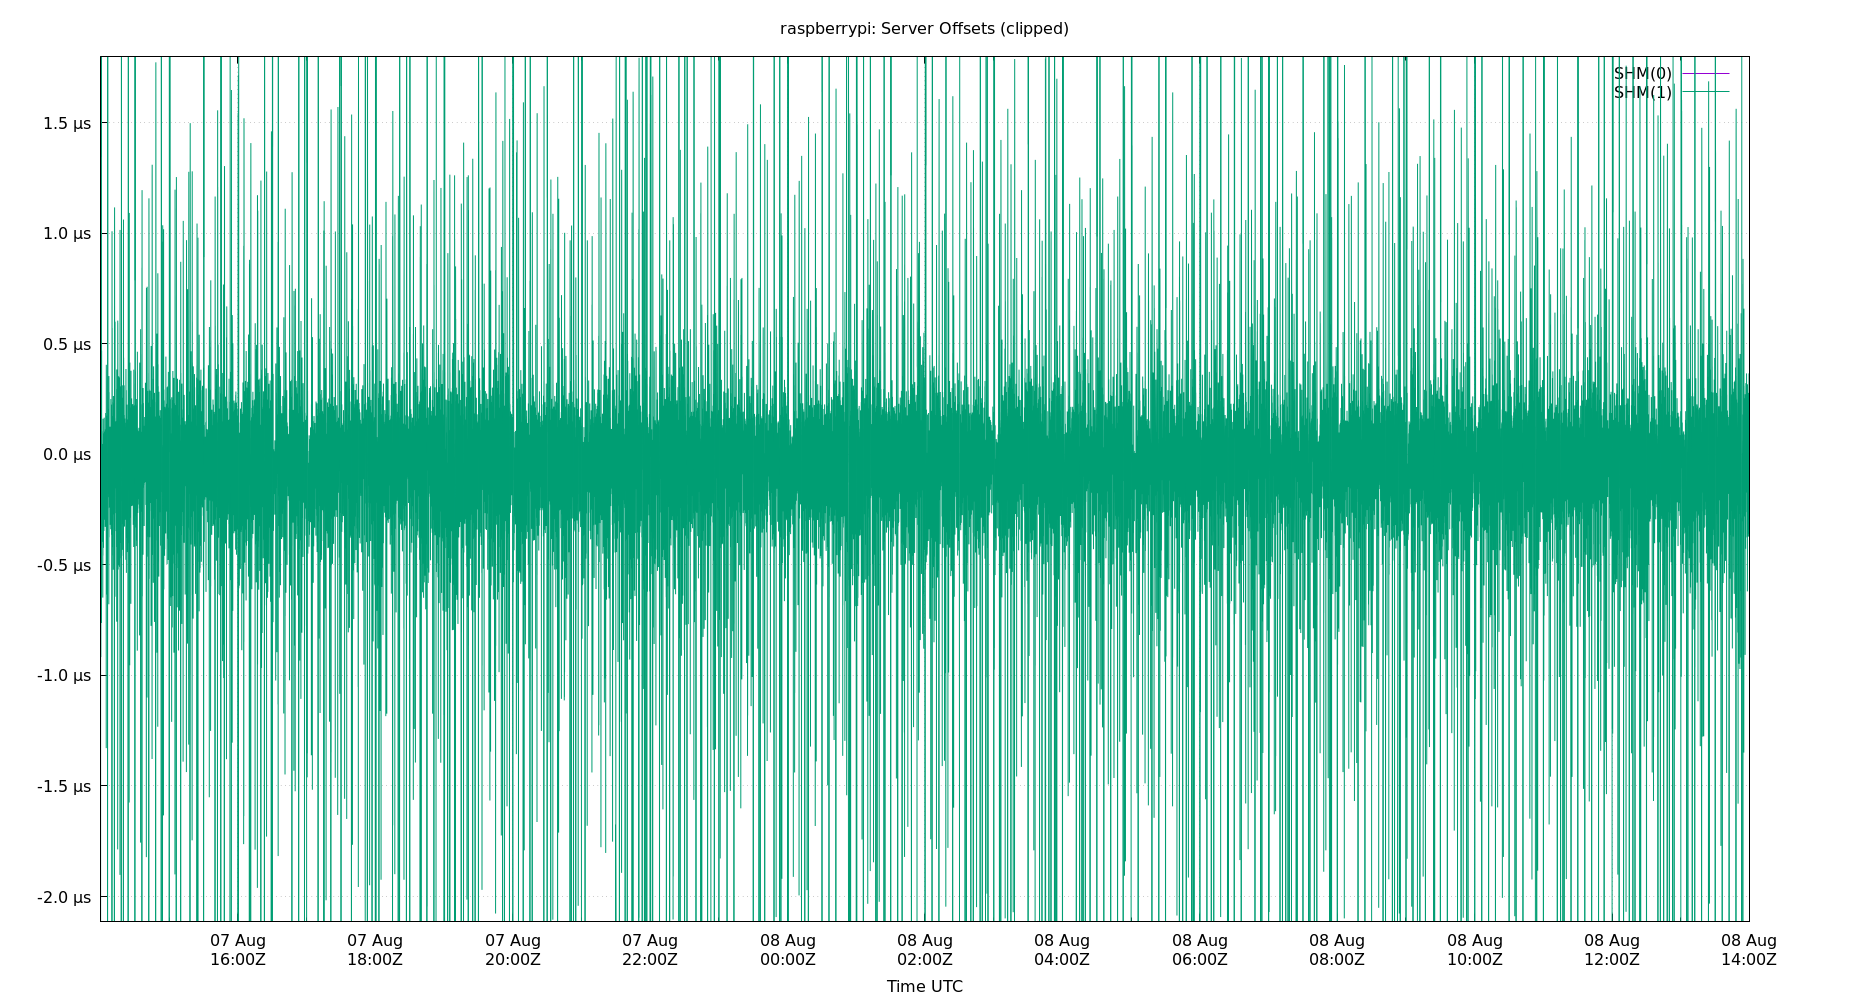 raspberrypi: Server Offsets (clipped)
SHM(0)
SHM(1)
1.5 µs
1.0 µs
0.5 µs
0.0 µs
-0.5 µs
-1.0 µs
-1.5 µs
-2.0 µs
07 Aug 07 Aug 07 Aug 07 Aug 08 Aug 08 Aug 08 Aug 08 Aug 08 Aug 08 Aug 08 Aug 08 Aug
16:00Z 18:00Z 20:00Z 22:00Z 00:00Z 02:00Z 04:00Z 06:00Z 08:00Z 10:00Z 12:00Z 14:00Z
Time UTC